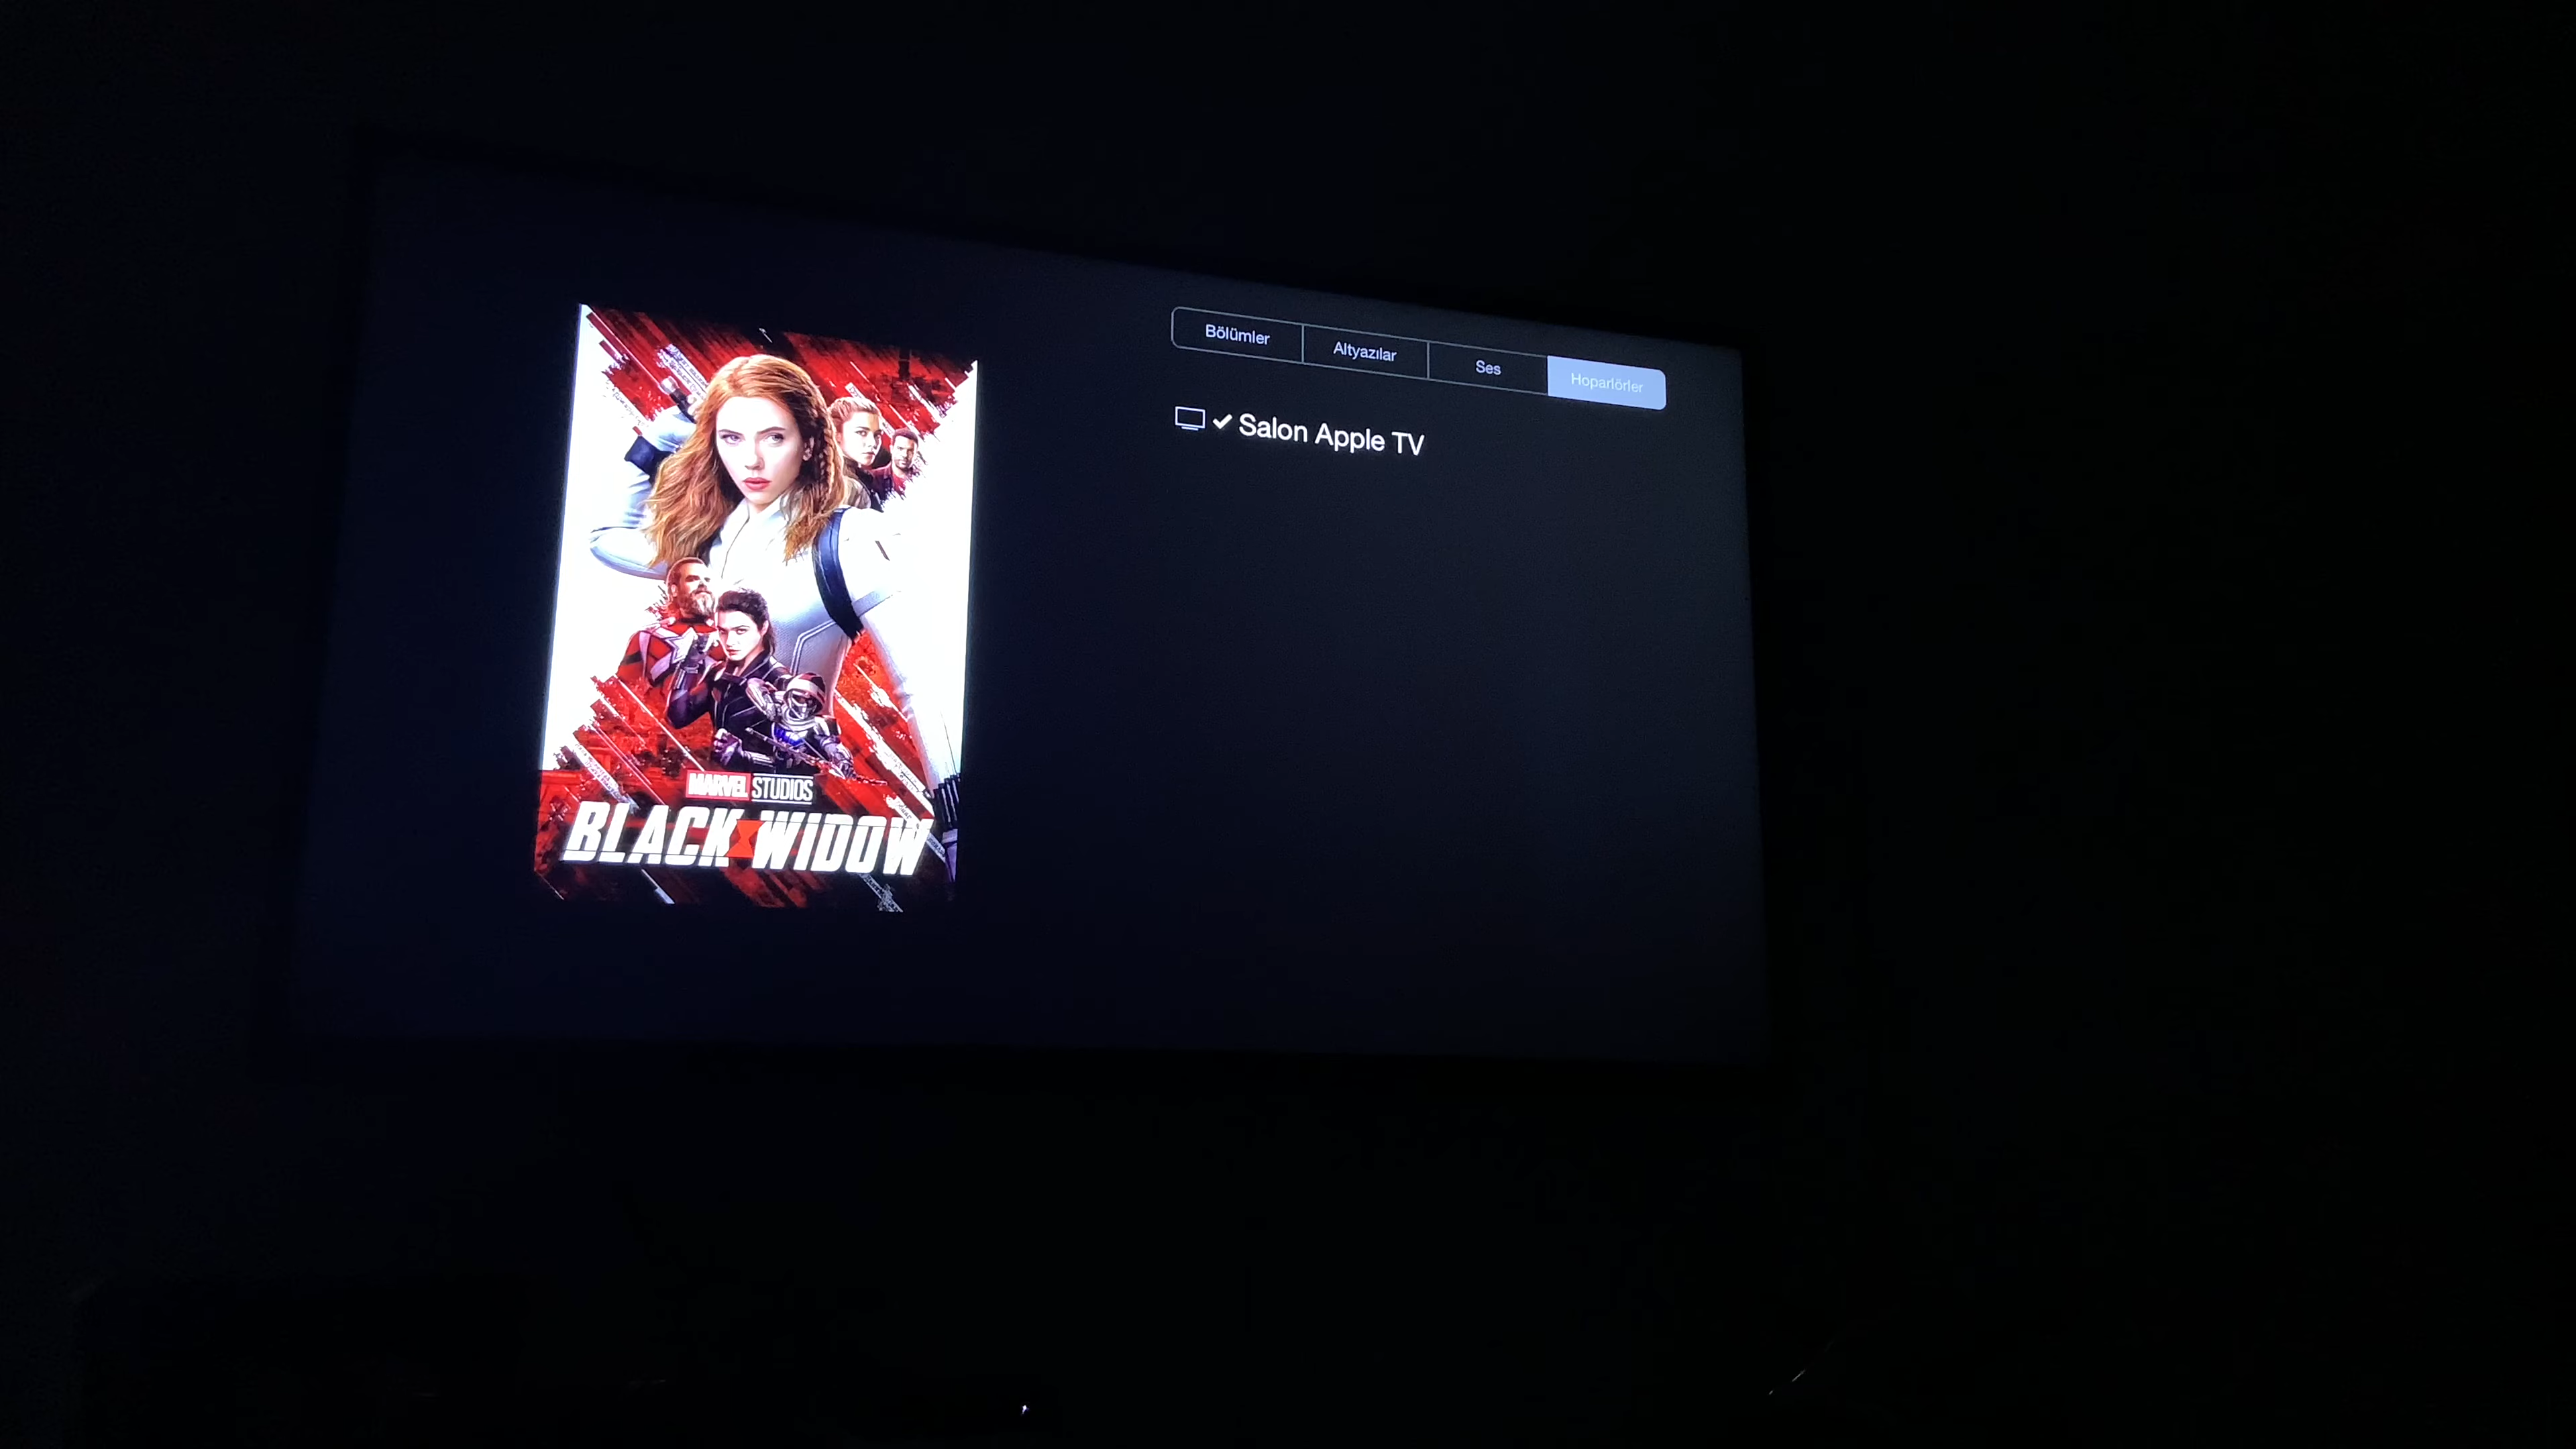 Bölümler
Altyazılar
Ses
Hoparlörler
Salon Apple TV
MARVEL STUDIOS
BLACK WIDOW